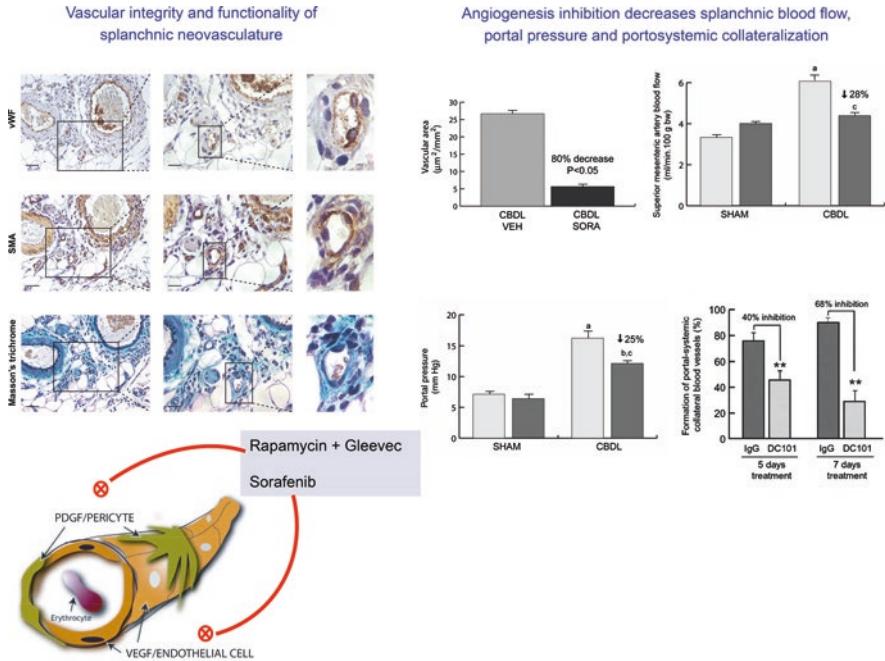 Vascular integrity and functionality of
splanchnic neovasculature
vWF
SMA
Masson's trichrome
Rapamycin + Gleevec
Sorafenib
PDGF/PERICYTE
Erythrocyte
VEGF/ENDOTHELIAL CELL
Angiogenesis inhibition decreases splanchnic blood flow,
portal pressure and portosystemic collateralization
Vascular area
(µm²/mm²)
30
25
20
15
10
5
0
80% decrease
P<0.05
CBDL
VEH
CBDL
SORA
Superior mesenteric artery blood flow
(ml/min.100 g bw)
6
4
2
0
a
↓28%
c
SHAM
CBDL
Portal pressure
(mm Hg)
20
15
10
5
0
a
↓25%
b,c
SHAM
CBDL
Formation of portal-systemic
collateral blood vessels (%)
100
80
60
40
20
0
40% inhibition
**
68% inhibition
**
IgG DC101
5 days
treatment
IgG DC101
7 days
treatment